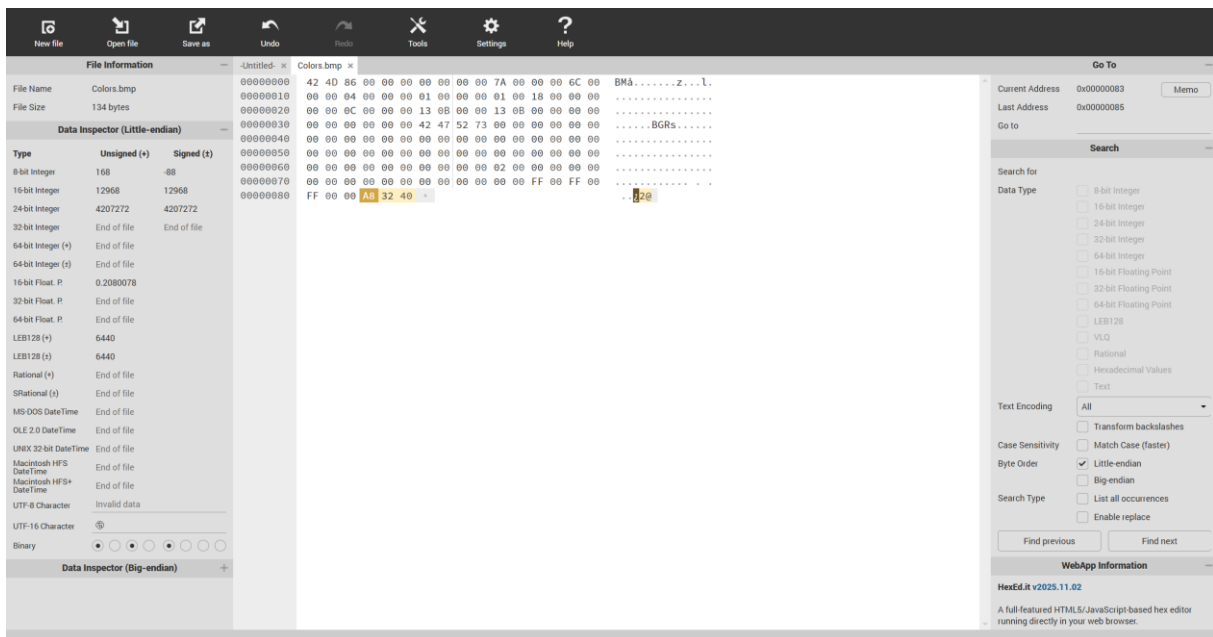 New file Open file Save as Undo Redo Tools Settings Help
File Information
File Name Colors.bmp
File Size 134 bytes
Data Inspector (Little-endian)
Type Unsigned (+) Signed (±)
8-bit Integer 168 -88
16-bit Integer 12968 12968
24-bit Integer 4207272 4207272
32-bit Integer End of file End of file
64-bit Integer (+) End of file
64-bit Integer (±) End of file
16-bit Float. P. 0.2080078
32-bit Float. P. End of file
64-bit Float. P. End of file
LEB128 (+) 6440
LEB128 (±) 6440
Rational (+) End of file
SRational (±) End of file
MS-DOS DateTime End of file
OLE 2.0 DateTime End of file
UNIX 32-bit DateTime End of file
Macintosh HFS
DateTime End of file
Macintosh HFS+
DateTime End of file
UTF-8 Character Invalid data
UTF-16 Character
Binary
Data Inspector (Big-endian)
-Untitled- × Colors.bmp ×
00000000 42 4D 86 00 00 00 00 00 00 00 7A 00 00 00 6C 00 BMå.......z...l.
00000010 00 00 04 00 00 00 01 00 00 00 01 00 18 00 00 00 ................
00000020 00 00 0C 00 00 00 13 0B 00 00 13 0B 00 00 00 00 ................
00000030 00 00 00 00 00 00 42 47 52 73 00 00 00 00 00 00 ......BGRs......
00000040 00 00 00 00 00 00 00 00 00 00 00 00 00 00 00 00 ................
00000050 00 00 00 00 00 00 00 00 00 00 00 00 00 00 00 00 ................
00000060 00 00 00 00 00 00 00 00 00 00 02 00 00 00 00 00 ................
00000070 00 00 00 00 00 00 00 00 00 00 00 00 FF 00 FF 00 ............ . .
00000080 FF 00 00 A8 32 40 + ..¿2@
Go To
Current Address 0x00000083 Memo
Last Address 0x00000085
Go to
Search
Search for
Data Type 8-bit Integer
16-bit Integer
24-bit Integer
32-bit Integer
64-bit Integer
16-bit Floating Point
32-bit Floating Point
64-bit Floating Point
LEB128
VLQ
Rational
Hexadecimal Values
Text
Text Encoding All
Transform backslashes
Case Sensitivity Match Case (faster)
Byte Order Little-endian
Big-endian
Search Type List all occurrences
Enable replace
Find previous Find next
WebApp Information
HexEd.it v2025.11.02
A full-featured HTML5/JavaScript-based hex editor
running directly in your web browser.